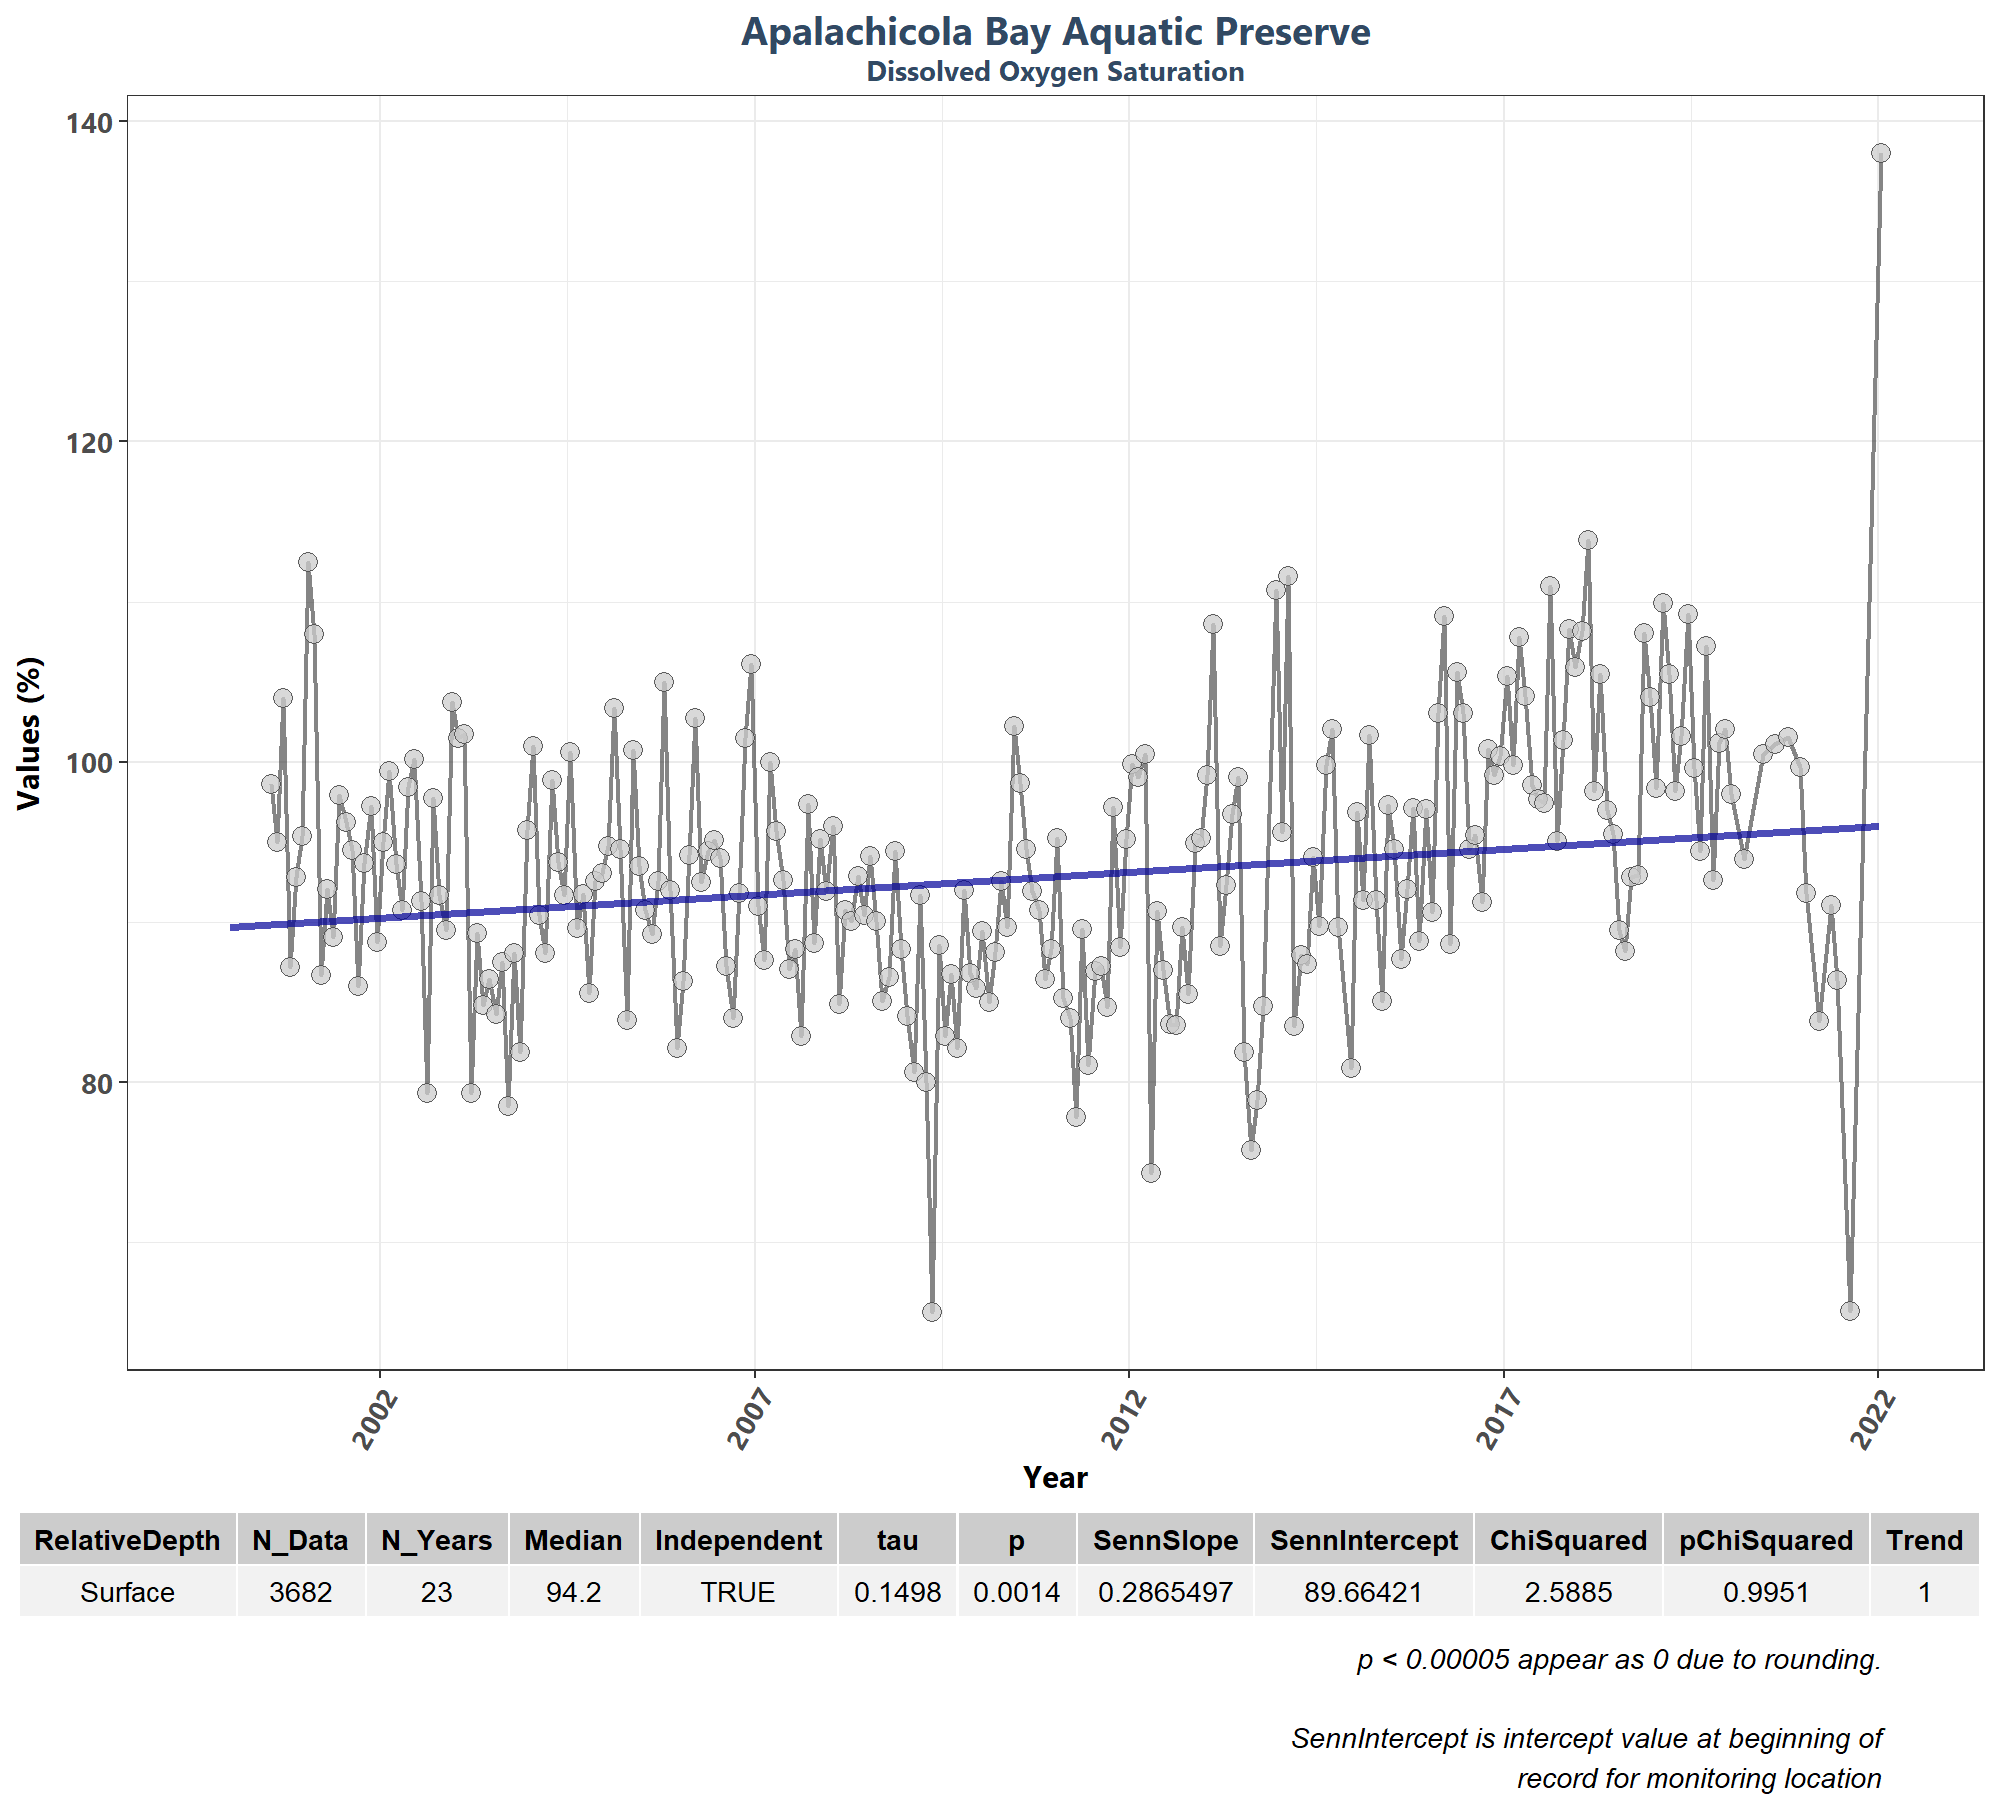 Apalachicola Bay Aquatic Preserve
Dissolved Oxygen Saturation
Values (%)
140
120
100
80
2002
2007
2012
2017
2022
Year
RelativeDepth N_Data N_Years Median Independent tau p SennSlope SennIntercept ChiSquared pChiSquared Trend
Surface 3682 23 94.2 TRUE 0.1498 0.0014 0.2865497 89.66421 2.5885 0.9951 1
p < 0.00005 appear as 0 due to rounding.
SennIntercept is intercept value at beginning of
record for monitoring location